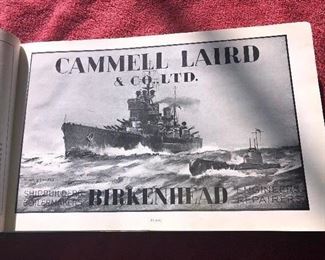 CAMMELL LAIRD
& CO. LTD.
SHIPBUILDERS
BOILERMAKERS
BIRKENHEAD
ENGINEERS
REPAIRERS